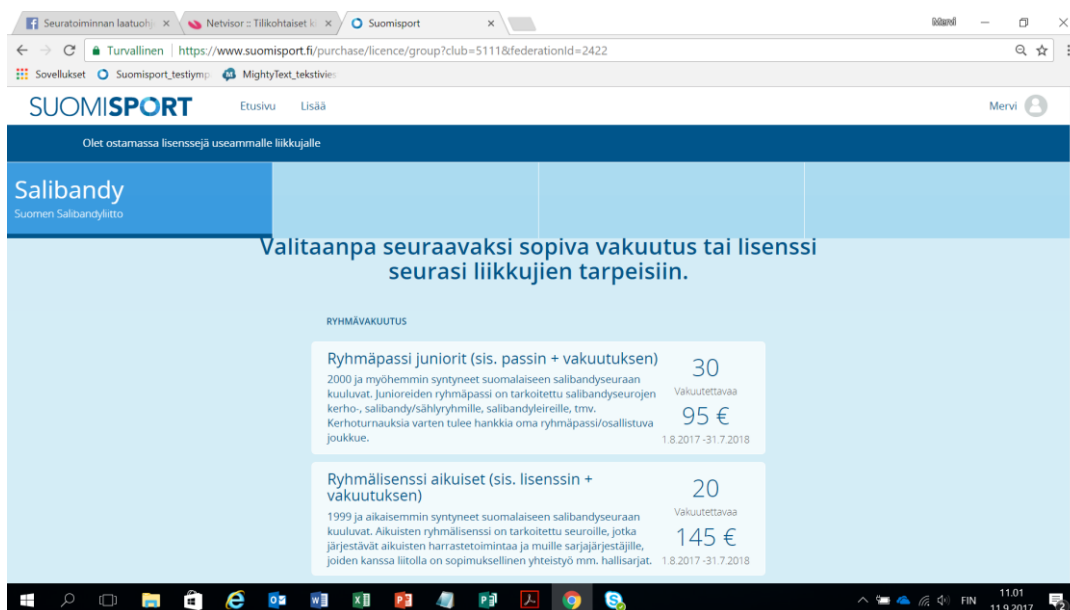 Seuratoiminnan laatuohj
Netvisor :: Tilikohtaiset k
Suomisport
Mervi
Turvallinen
https://www.suomisport.fi/purchase/licence/group?club=5111&federationId=2422
Sovellukset
Suomisport_testiymp
MightyText_tekstivies
SUOMISPORT
Etusivu
Lisää
Mervi
Olet ostamassa lisenssejä useammalle liikkujalle
Salibandy
Suomen Salibandyliitto
Valitaanpa seuraavaksi sopiva vakuutus tai lisenssi
seurasi liikkujien tarpeisiin.
RYHMÄVAKUUTUS
Ryhmäpassi juniorit (sis. passin + vakuutuksen)
2000 ja myöhemmin syntyneet suomalaiseen salibandyseuraan
kuuluvat. Junioreiden ryhmäpassi on tarkoitettu salibandyseurojen
kerho-, salibandy/sählyryhmille, salibandyleireille, tmv.
Kerhoturnauksia varten tulee hankkia oma ryhmäpassi/osallistuva
joukkue.
30
Vakuutettavaa
95 €
1.8.2017 -31.7.2018
Ryhmälisenssi aikuiset (sis. lisenssin +
vakuutuksen)
1999 ja aikaisemmin syntyneet suomalaiseen salibandyseuraan
kuuluvat. Aikuisten ryhmälisenssi on tarkoitettu seuroille, jotka
järjestävät aikuisten harrastetoimintaa ja muille sarjajärjestäjille,
joiden kanssa liitolla on sopimuksellinen yhteistyö mm. hallisarjat.
20
Vakuutettavaa
145 €
1.8.2017 -31.7.2018
FIN
11.01
11.9.2017